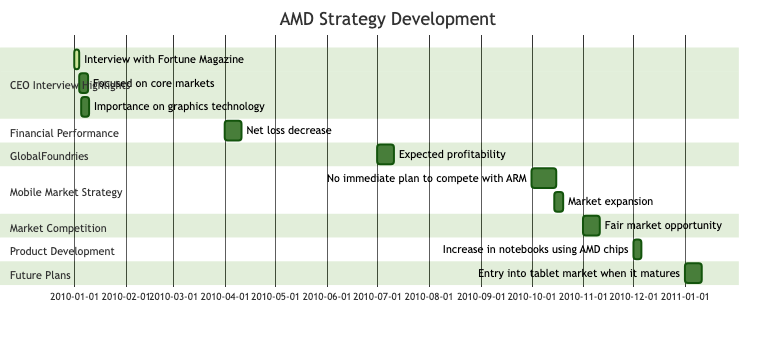 AMD Strategy Development
Interview with Fortune Magazine
CEO Interview Highlights
Focused on core markets
Importance on graphics technology
Financial Performance
Net loss decrease
GlobalFoundries
Expected profitability
Mobile Market Strategy
No immediate plan to compete with ARM
Market expansion
Market Competition
Fair market opportunity
Product Development
Increase in notebooks using AMD chips
Future Plans
Entry into tablet market when it matures
2010-01-01 2010-02-01 2010-03-01 2010-04-01 2010-05-01 2010-06-01 2010-07-01 2010-08-01 2010-09-01 2010-10-01 2010-11-01 2010-12-01 2011-01-01